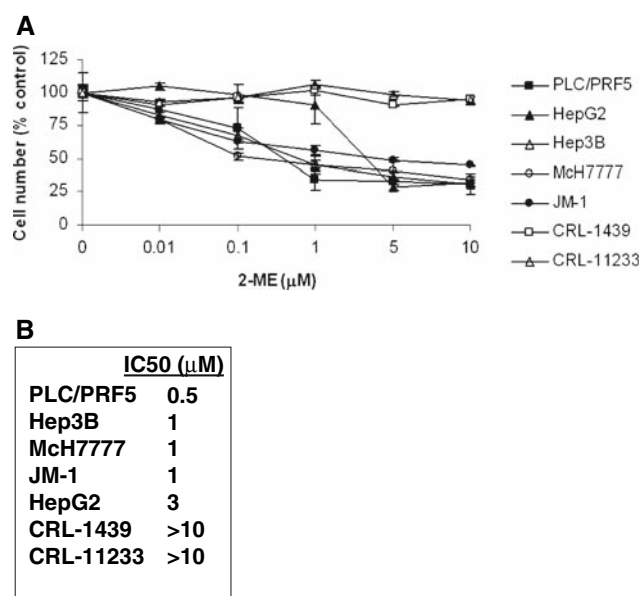 A
Cell number (% control)
125
100
75
50
25
0
0 0.01 0.1 1 5 10
2-ME (µM)
PLC/PRF5
HepG2
Hep3B
McH7777
JM-1
CRL-1439
CRL-11233
B
IC50 (µM)
PLC/PRF5 0.5
Hep3B 1
McH7777 1
JM-1 1
HepG2 3
CRL-1439 >10
CRL-11233 >10